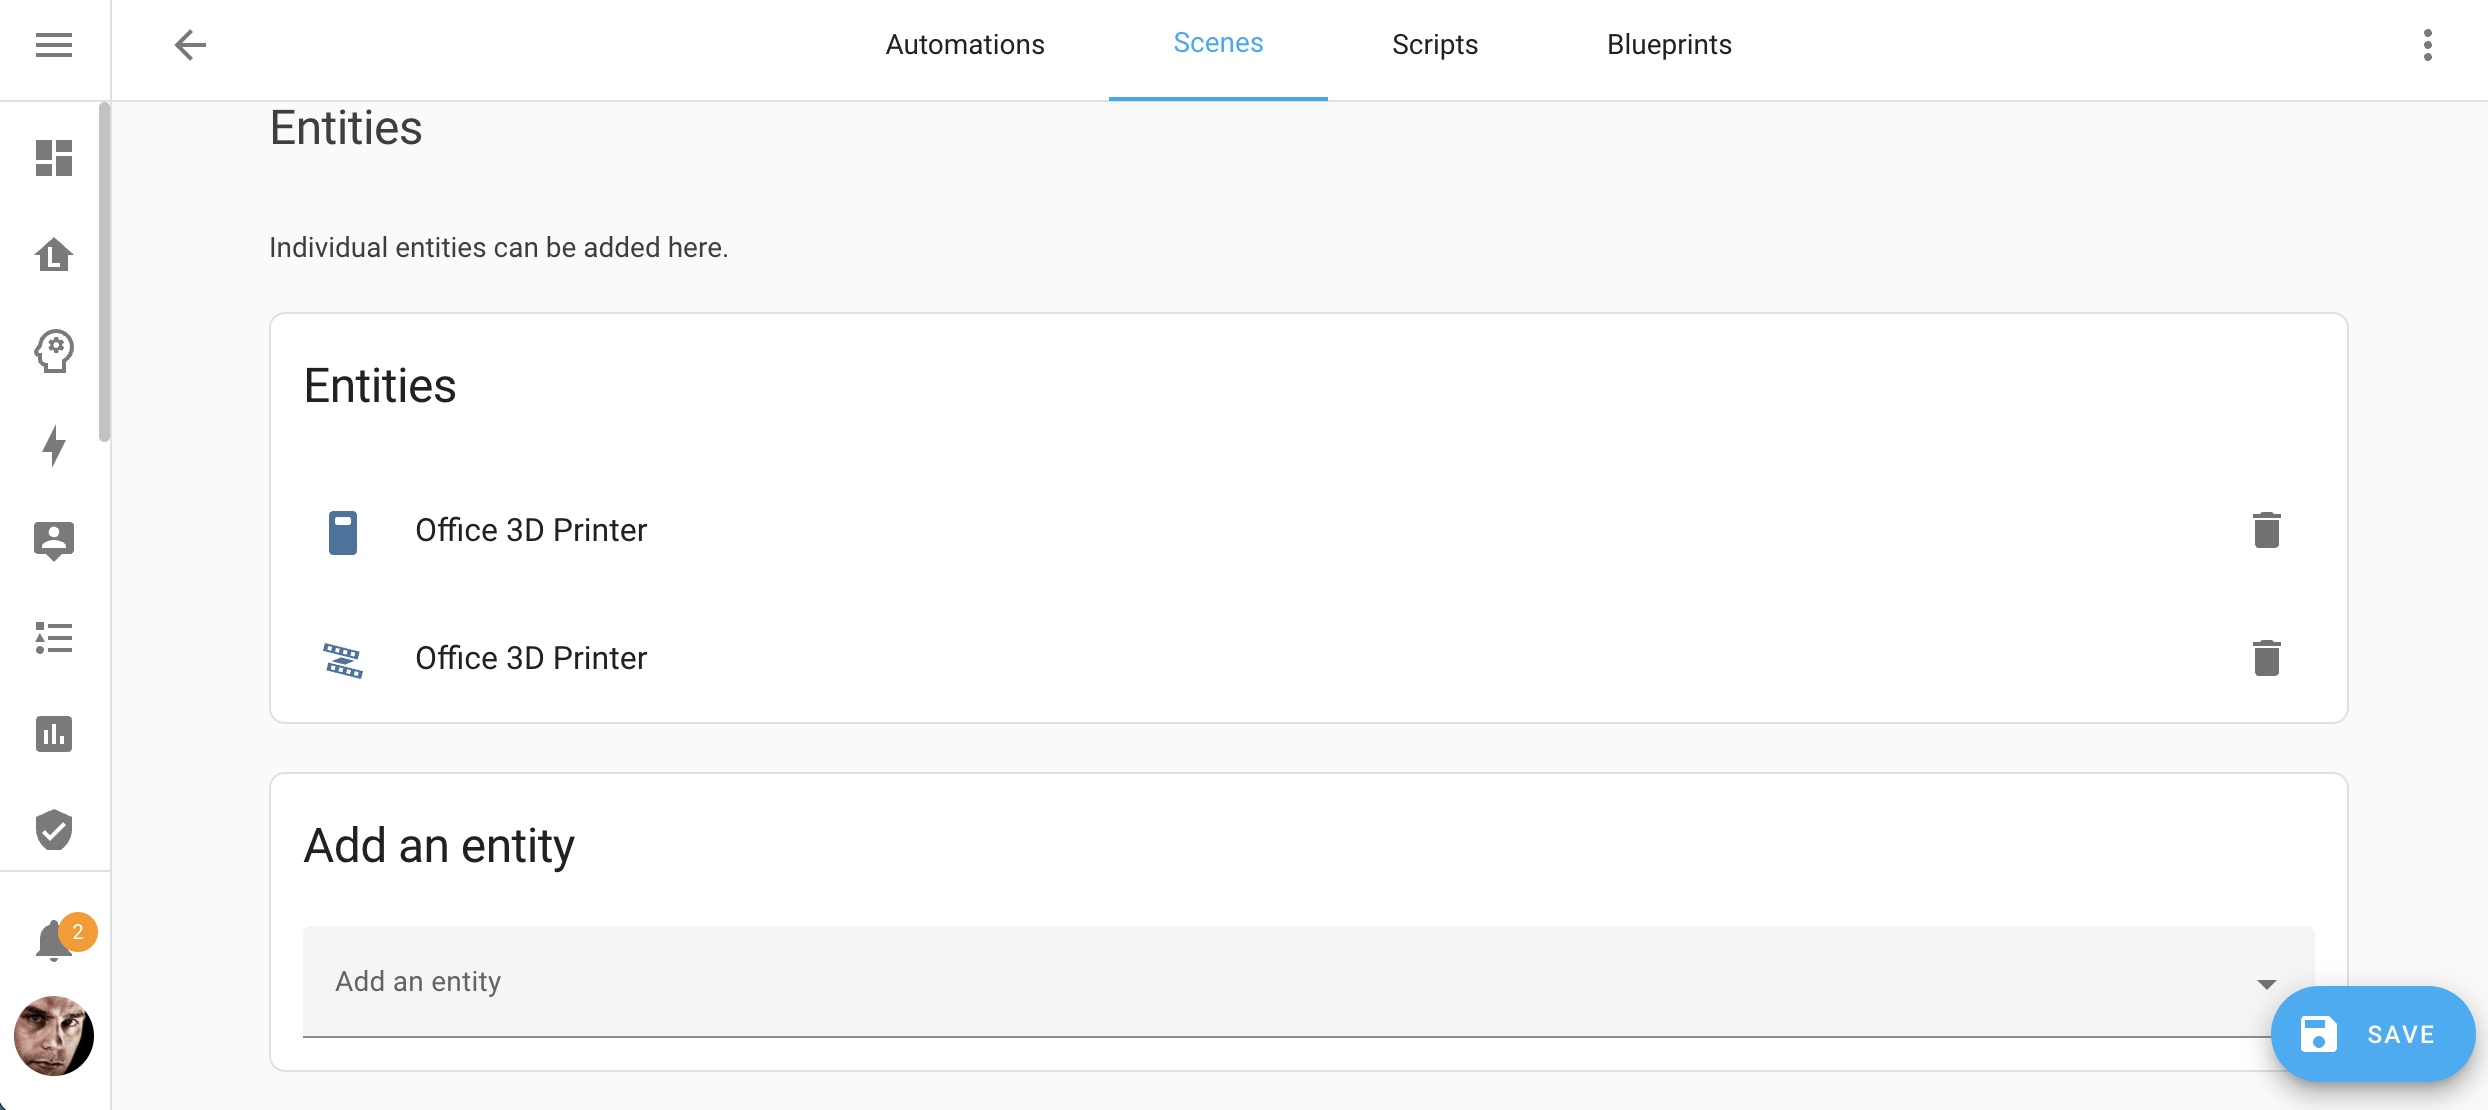 Automations
Scenes
Scripts
Blueprints
Entities
Individual entities can be added here.
Entities
Office 3D Printer
Office 3D Printer
Add an entity
Add an entity
SAVE
L
2